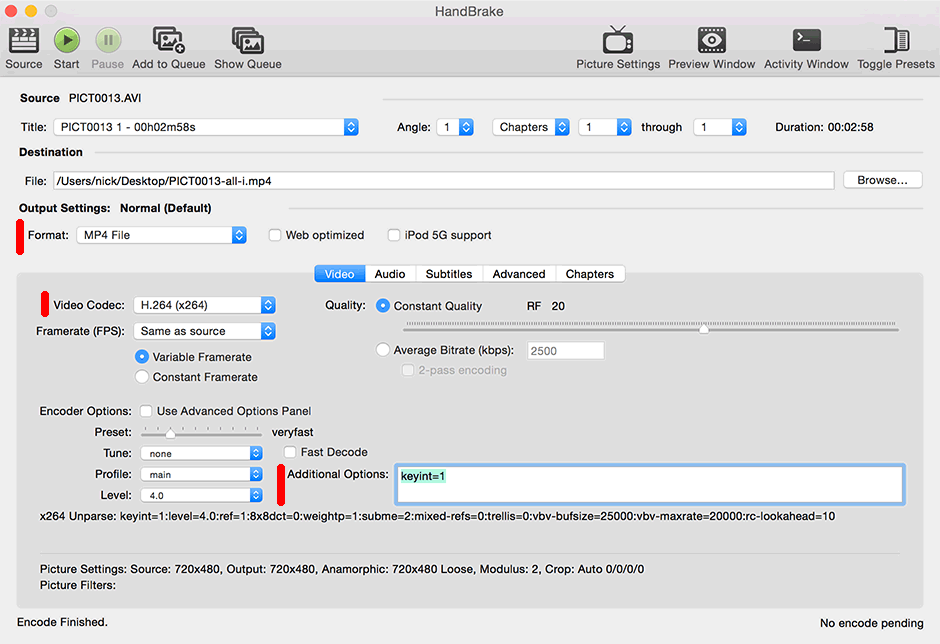 HandBrake
Source Start Pause Add to Queue Show Queue Picture Settings Preview Window Activity Window Toggle Presets
Source PICT0013.AVI
Title: PICT0013 1 - 00h02m58s Angle: 1 Chapters 1 through 1 Duration: 00:02:58
Destination
File: /Users/nick/Desktop/PICT0013-all-i.mp4 Browse...
Output Settings: Normal (Default)
Format: MP4 File Web optimized iPod 5G support
Video Audio Subtitles Advanced Chapters
Video Codec: H.264 (x264) Quality: Constant Quality RF 20
Framerate (FPS): Same as source
Average Bitrate (kbps): 2500
Variable Framerate
2-pass encoding
Constant Framerate
Encoder Options: Use Advanced Options Panel
Preset: veryfast
Tune: none Fast Decode
Profile: main Additional Options: keyint=1
Level: 4.0
x264 Unparse: keyint=1:level=4.0:ref=1:8x8dct=0:weightp=1:subme=2:mixed-refs=0:trellis=0:vbv-bufsize=25000:vbv-maxrate=20000:rc-lookahead=10
Picture Settings: Source: 720x480, Output: 720x480, Anamorphic: 720x480 Loose, Modulus: 2, Crop: Auto 0/0/0/0
Picture Filters:
Encode Finished. No encode pending